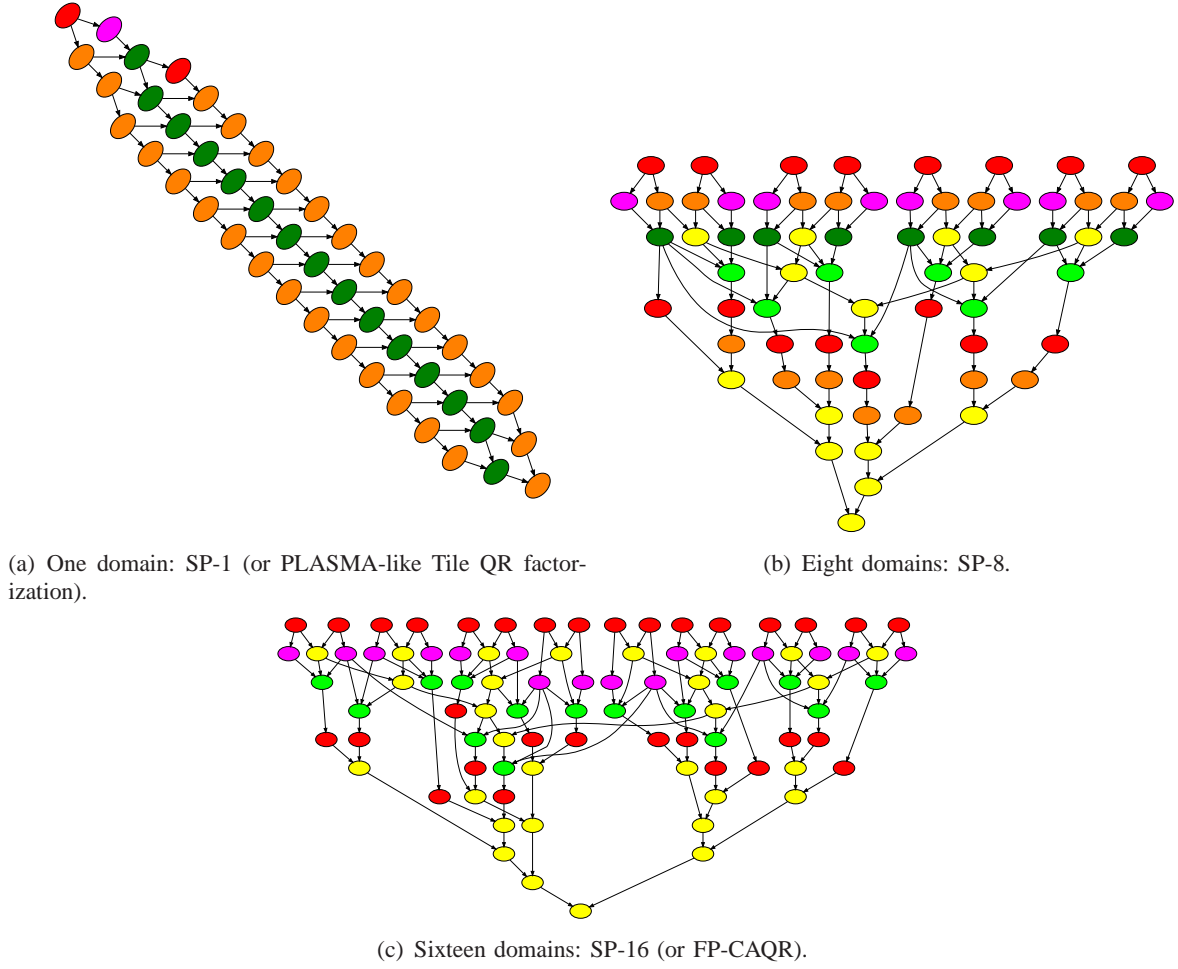 (a) One domain: SP-1 (or PLASMA-like Tile QR factor-
ization).
(b) Eight domains: SP-8.
(c) Sixteen domains: SP-16 (or FP-CAQR).